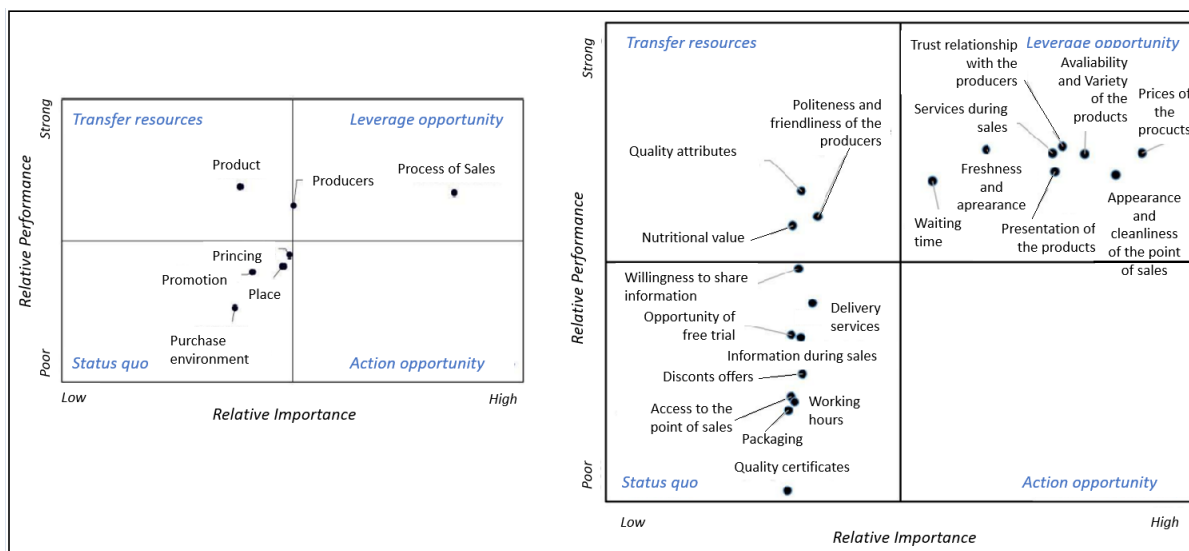 Strong
Transfer resources
Leverage opportunity
Product
Producers
Process of Sales
Relative Performance
Princing
Promotion
Place
Purchase
environment
Poor
Status quo
Action opportunity
Low
High
Relative Importance
Strong
Transfer resources
Leverage opportunity
Trust relationship
with the
producers
Avaliability
and Variety
of the
products
Prices of
the
procucts
Politeness and
friendliness of the
producers
Services during
sales
Quality attributes
Freshness
and
aprearance
Appearance
and
cleanliness
of the point
of sales
Waiting
time
Presentation of
the products
Nutritional value
Relative Performance
Willingness to share
information
Delivery
services
Opportunity of
free trial
Information during sales
Disconts offers
Access to the
point of sales
Working
hours
Packaging
Quality certificates
Poor
Status quo
Action opportunity
Low
High
Relative Importance